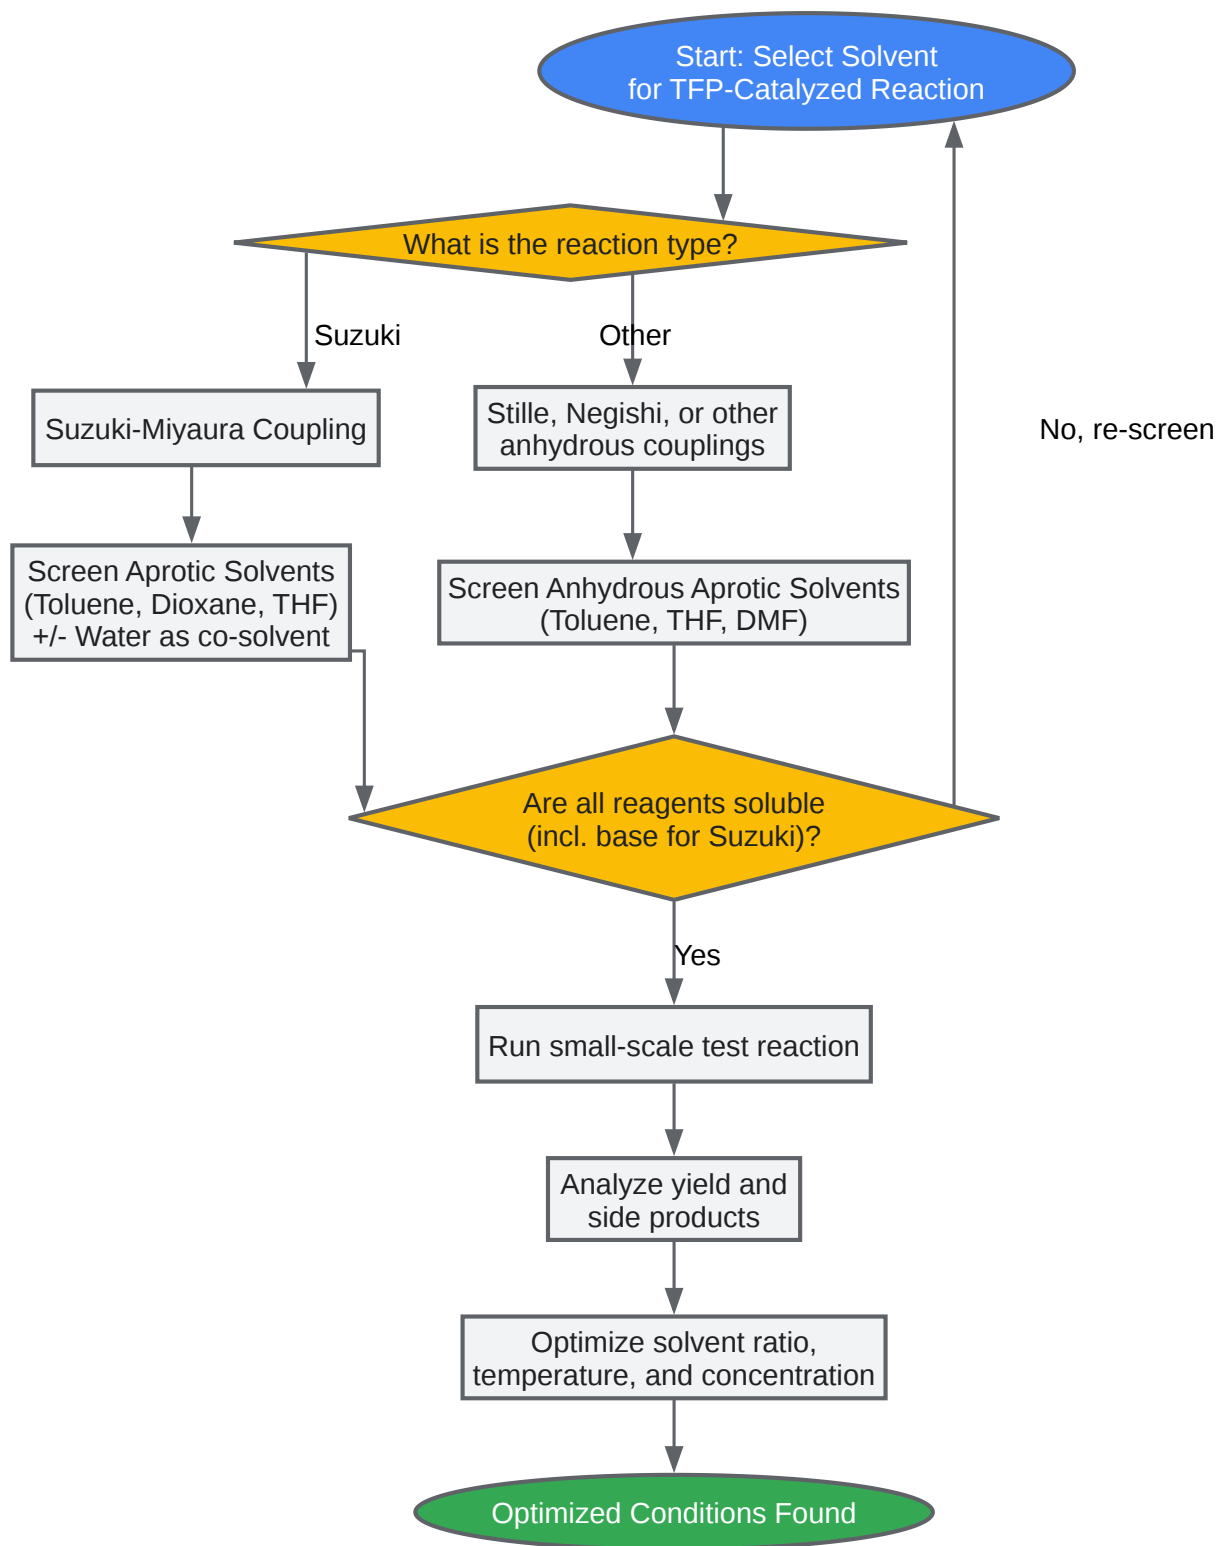 Start: Select Solvent
for TFP-Catalyzed Reaction
What is the reaction type?
Suzuki
Other
Suzuki-Miyaura Coupling
Stille, Negishi, or other
anhydrous couplings
No, re-screen
Screen Aprotic Solvents
(Toluene, Dioxane, THF)
+/- Water as co-solvent
Screen Anhydrous Aprotic Solvents
(Toluene, THF, DMF)
Are all reagents soluble
(incl. base for Suzuki)?
Yes
Run small-scale test reaction
Analyze yield and
side products
Optimize solvent ratio,
temperature, and concentration
Optimized Conditions Found